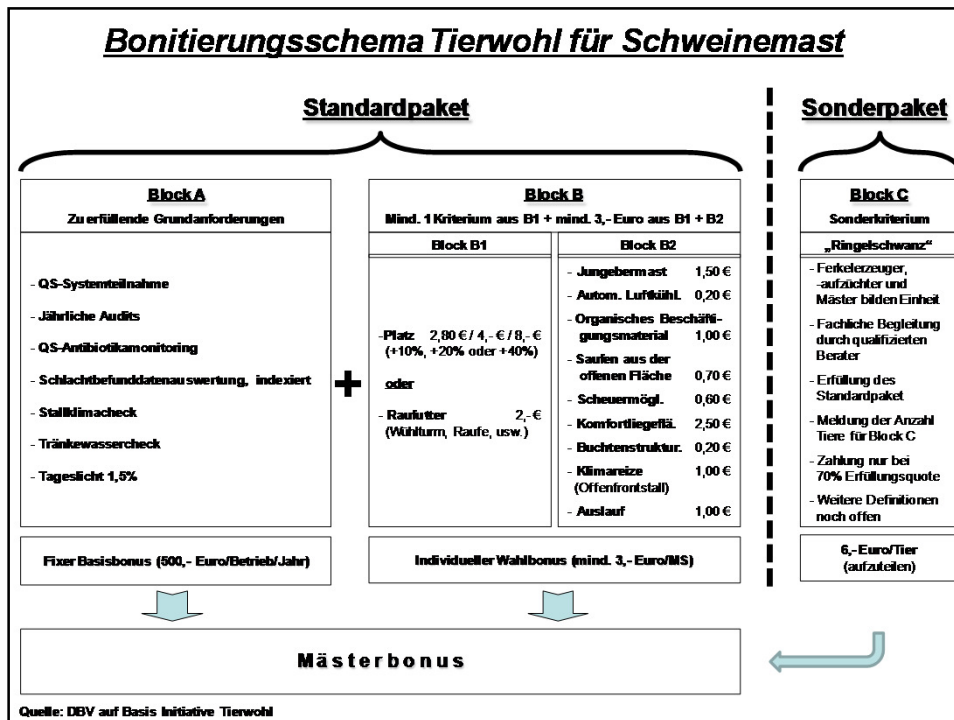 Bonitierungsschema Tierwohl für Schweinemast
Standardpaket
Sonderpaket
Block A
Zu erfüllende Grundanforderungen
- QS-Systemteilnahme
- Jährliche Audits
- QS-Antibiotikamonitoring
- Schlachtbefunddatenauswertung, indexiert
- Stallklimacheck
- Tränkewassercheck
- Tageslicht 1,5%
+
Block B
Mind. 1 Kriterium aus B1 + mind. 3,- Euro aus B1 + B2
Block B1
-Platz 2,80 € / 4,- € / 8,- €
(+10%, +20% oder +40%)
oder
- Raufutter 2,- €
(Wühlturm, Raufe, usw.)
Block B2
- Jungebermast 1,50 €
- Autom. Luftkühl. 0,20 €
- Organisches Beschäfti-
gungsmaterial 1,00 €
- Saufen aus der
offenen Fläche 0,70 €
- Scheuermögl. 0,60 €
- Komfortliegeflä. 2,50 €
- Buchtenstruktur. 0,20 €
- Klimareize 1,00 €
(Offenfrontstall)
- Auslauf 1,00 €
Block C
Sonderkriterium
„Ringelschwanz“
- Ferkelerzeuger,
-aufzüchter und
Mäster bilden Einheit
- Fachliche Begleitung
durch qualifizierten
Berater
- Erfüllung des
Standardpaket
- Meldung der Anzahl
Tiere für Block C
- Zahlung nur bei
70% Erfüllungsquote
- Weitere Definitionen
noch offen
Fixer Basisbonus (500,- Euro/Betrieb/Jahr)
Individueller Wahlbonus (mind. 3,- Euro/MS)
6,- Euro/Tier
(aufzuteilen)
Mästerbonus
Quelle: DBV auf Basis Initiative Tierwohl